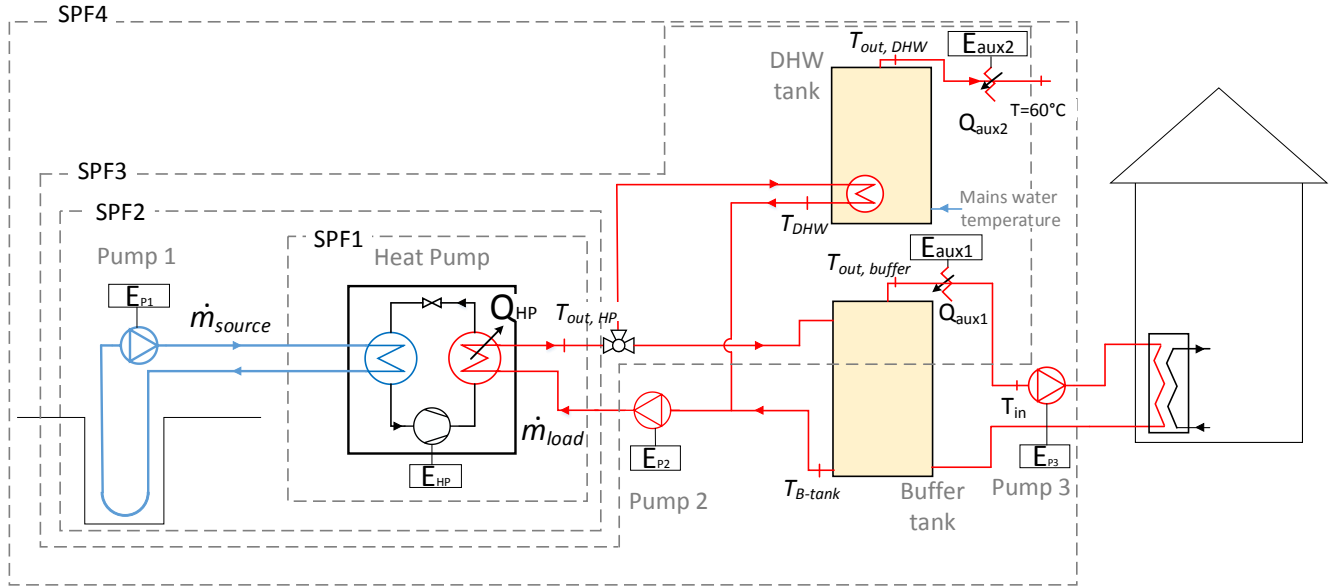 SPF4
T_out, DHW
E_aux2
DHW
tank
T=60°C
Q_aux2
SPF3
SPF2
Mains water
temperature
T_DHW
SPF1
Pump 1
Heat Pump
E_aux1
T_out, buffer
E_P1
Q_HP
ṁ_source
T_out, HP
Q_aux1
T_in
ṁ_load
E_P2
E_P3
E_HP
T_B-tank
Pump 2
Buffer
tank
Pump 3